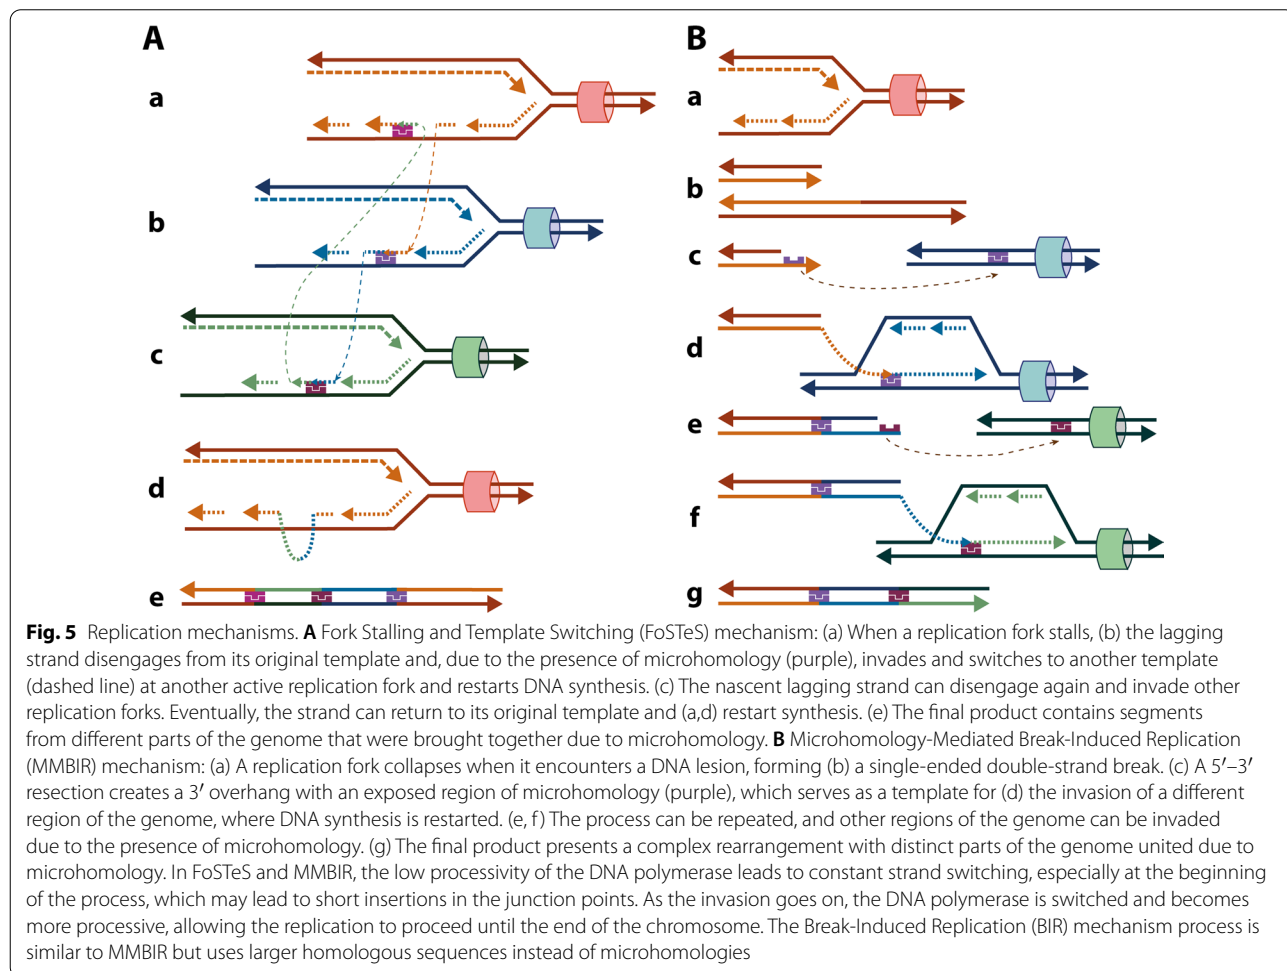 A
B
a
b
c
d
e
a
b
c
d
e
f
g
Fig. 5 Replication mechanisms. A Fork Stalling and Template Switching (FoSTeS) mechanism: (a) When a replication fork stalls, (b) the lagging
strand disengages from its original template and, due to the presence of microhomology (purple), invades and switches to another template
(dashed line) at another active replication fork and restarts DNA synthesis. (c) The nascent lagging strand can disengage again and invade other
replication forks. Eventually, the strand can return to its original template and (a,d) restart synthesis. (e) The final product contains segments
from different parts of the genome that were brought together due to microhomology. B Microhomology-Mediated Break-Induced Replication
(MMBIR) mechanism: (a) A replication fork collapses when it encounters a DNA lesion, forming (b) a single-ended double-strand break. (c) A 5′–3′
resection creates a 3′ overhang with an exposed region of microhomology (purple), which serves as a template for (d) the invasion of a different
region of the genome, where DNA synthesis is restarted. (e, f) The process can be repeated, and other regions of the genome can be invaded
due to the presence of microhomology. (g) The final product presents a complex rearrangement with distinct parts of the genome united due to
microhomology. In FoSTeS and MMBIR, the low processivity of the DNA polymerase leads to constant strand switching, especially at the beginning
of the process, which may lead to short insertions in the junction points. As the invasion goes on, the DNA polymerase is switched and becomes
more processive, allowing the replication to proceed until the end of the chromosome. The Break-Induced Replication (BIR) mechanism process is
similar to MMBIR but uses larger homologous sequences instead of microhomologies